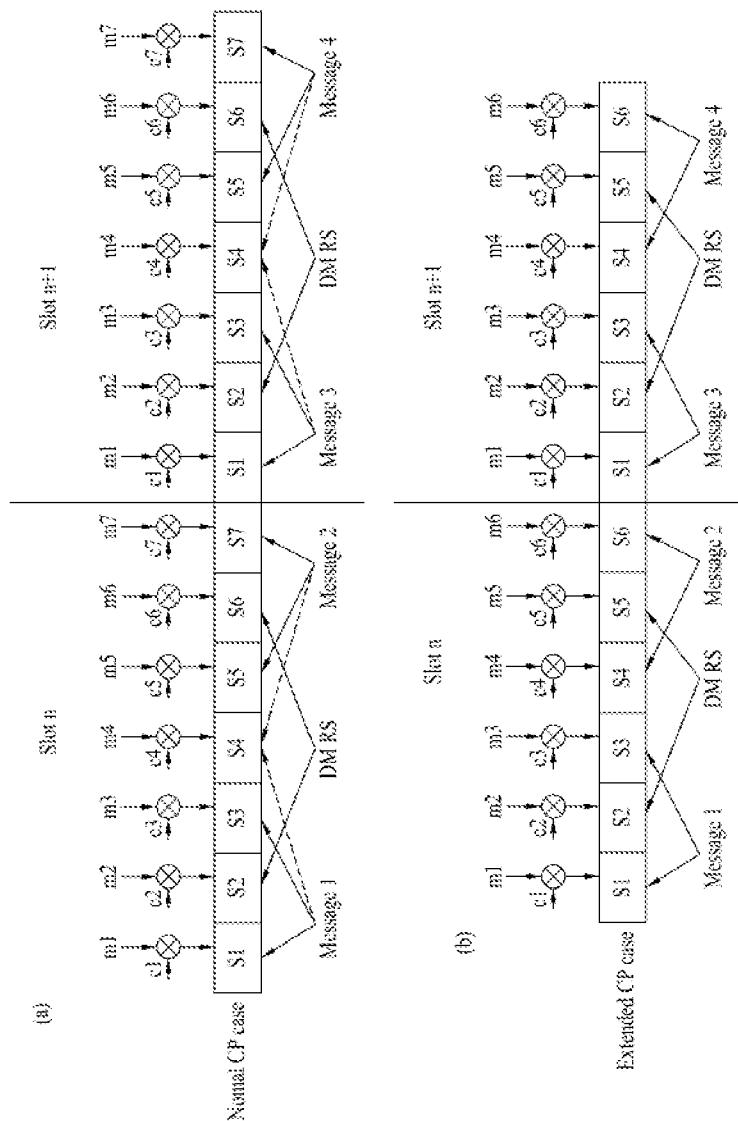 (a)
Slot n
Slot n+1
m1 m2 m3 m4 m5 m6 m7 m1 m2 m3 m4 m5 m6 m7
c1 c2 c3 c4 c5 c6 c7 c1 c2 c3 c4 c5 c6 c7
Nomal CP case
S1 S2 S3 S4 S5 S6 S7 S1 S2 S3 S4 S5 S6 S7
Message 1 DM RS Message 2 Message 3 DM RS Message 4
(b)
Slot n
Slot n+1
m1 m2 m3 m4 m5 m6 m1 m2 m3 m4 m5 m6
c1 c2 c3 c4 c5 c6 c1 c2 c3 c4 c5 c6
Extended CP case
S1 S2 S3 S4 S5 S6 S1 S2 S3 S4 S5 S6
Message 1 DM RS Message 2 Message 3 DM RS Message 4